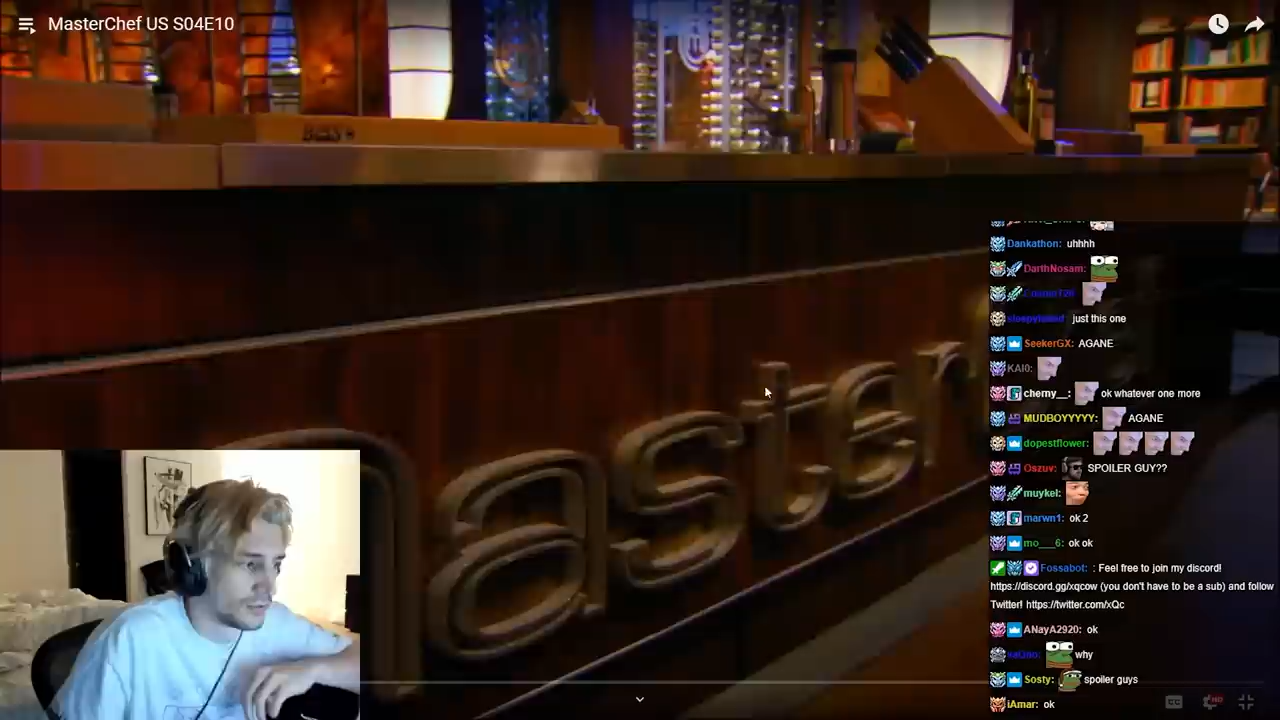 MasterChef US S04E10
aster
Dankathon: uhhhh
DarthNosam:
just this one
SeekerGX: AGANE
KAI0:
cherny__: ok whatever one more
MUDBOYYYYY: AGANE
dopestflower:
Oszuv: SPOILER GUY??
muykel:
marwn1: ok 2
mo___6: ok ok
Fossabot: : Feel free to join my discord!
https://discord.gg/xqcow (you don't have to be a sub) and follow
Twitter! https://twitter.com/xQc
ANayA2920: ok
why
Sosty: spoiler guys
iAmar: ok
CC
HD